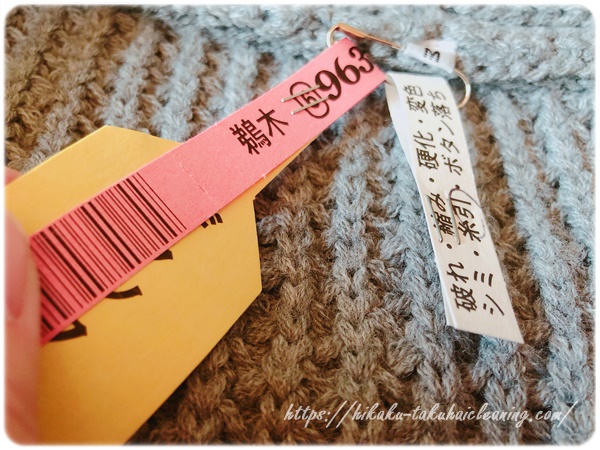 鵜木 963
3
破れ・縮み・硬化・変色
シミ・糸引・ボタン落ち
https://hikaku-takuhaicleaning.com/